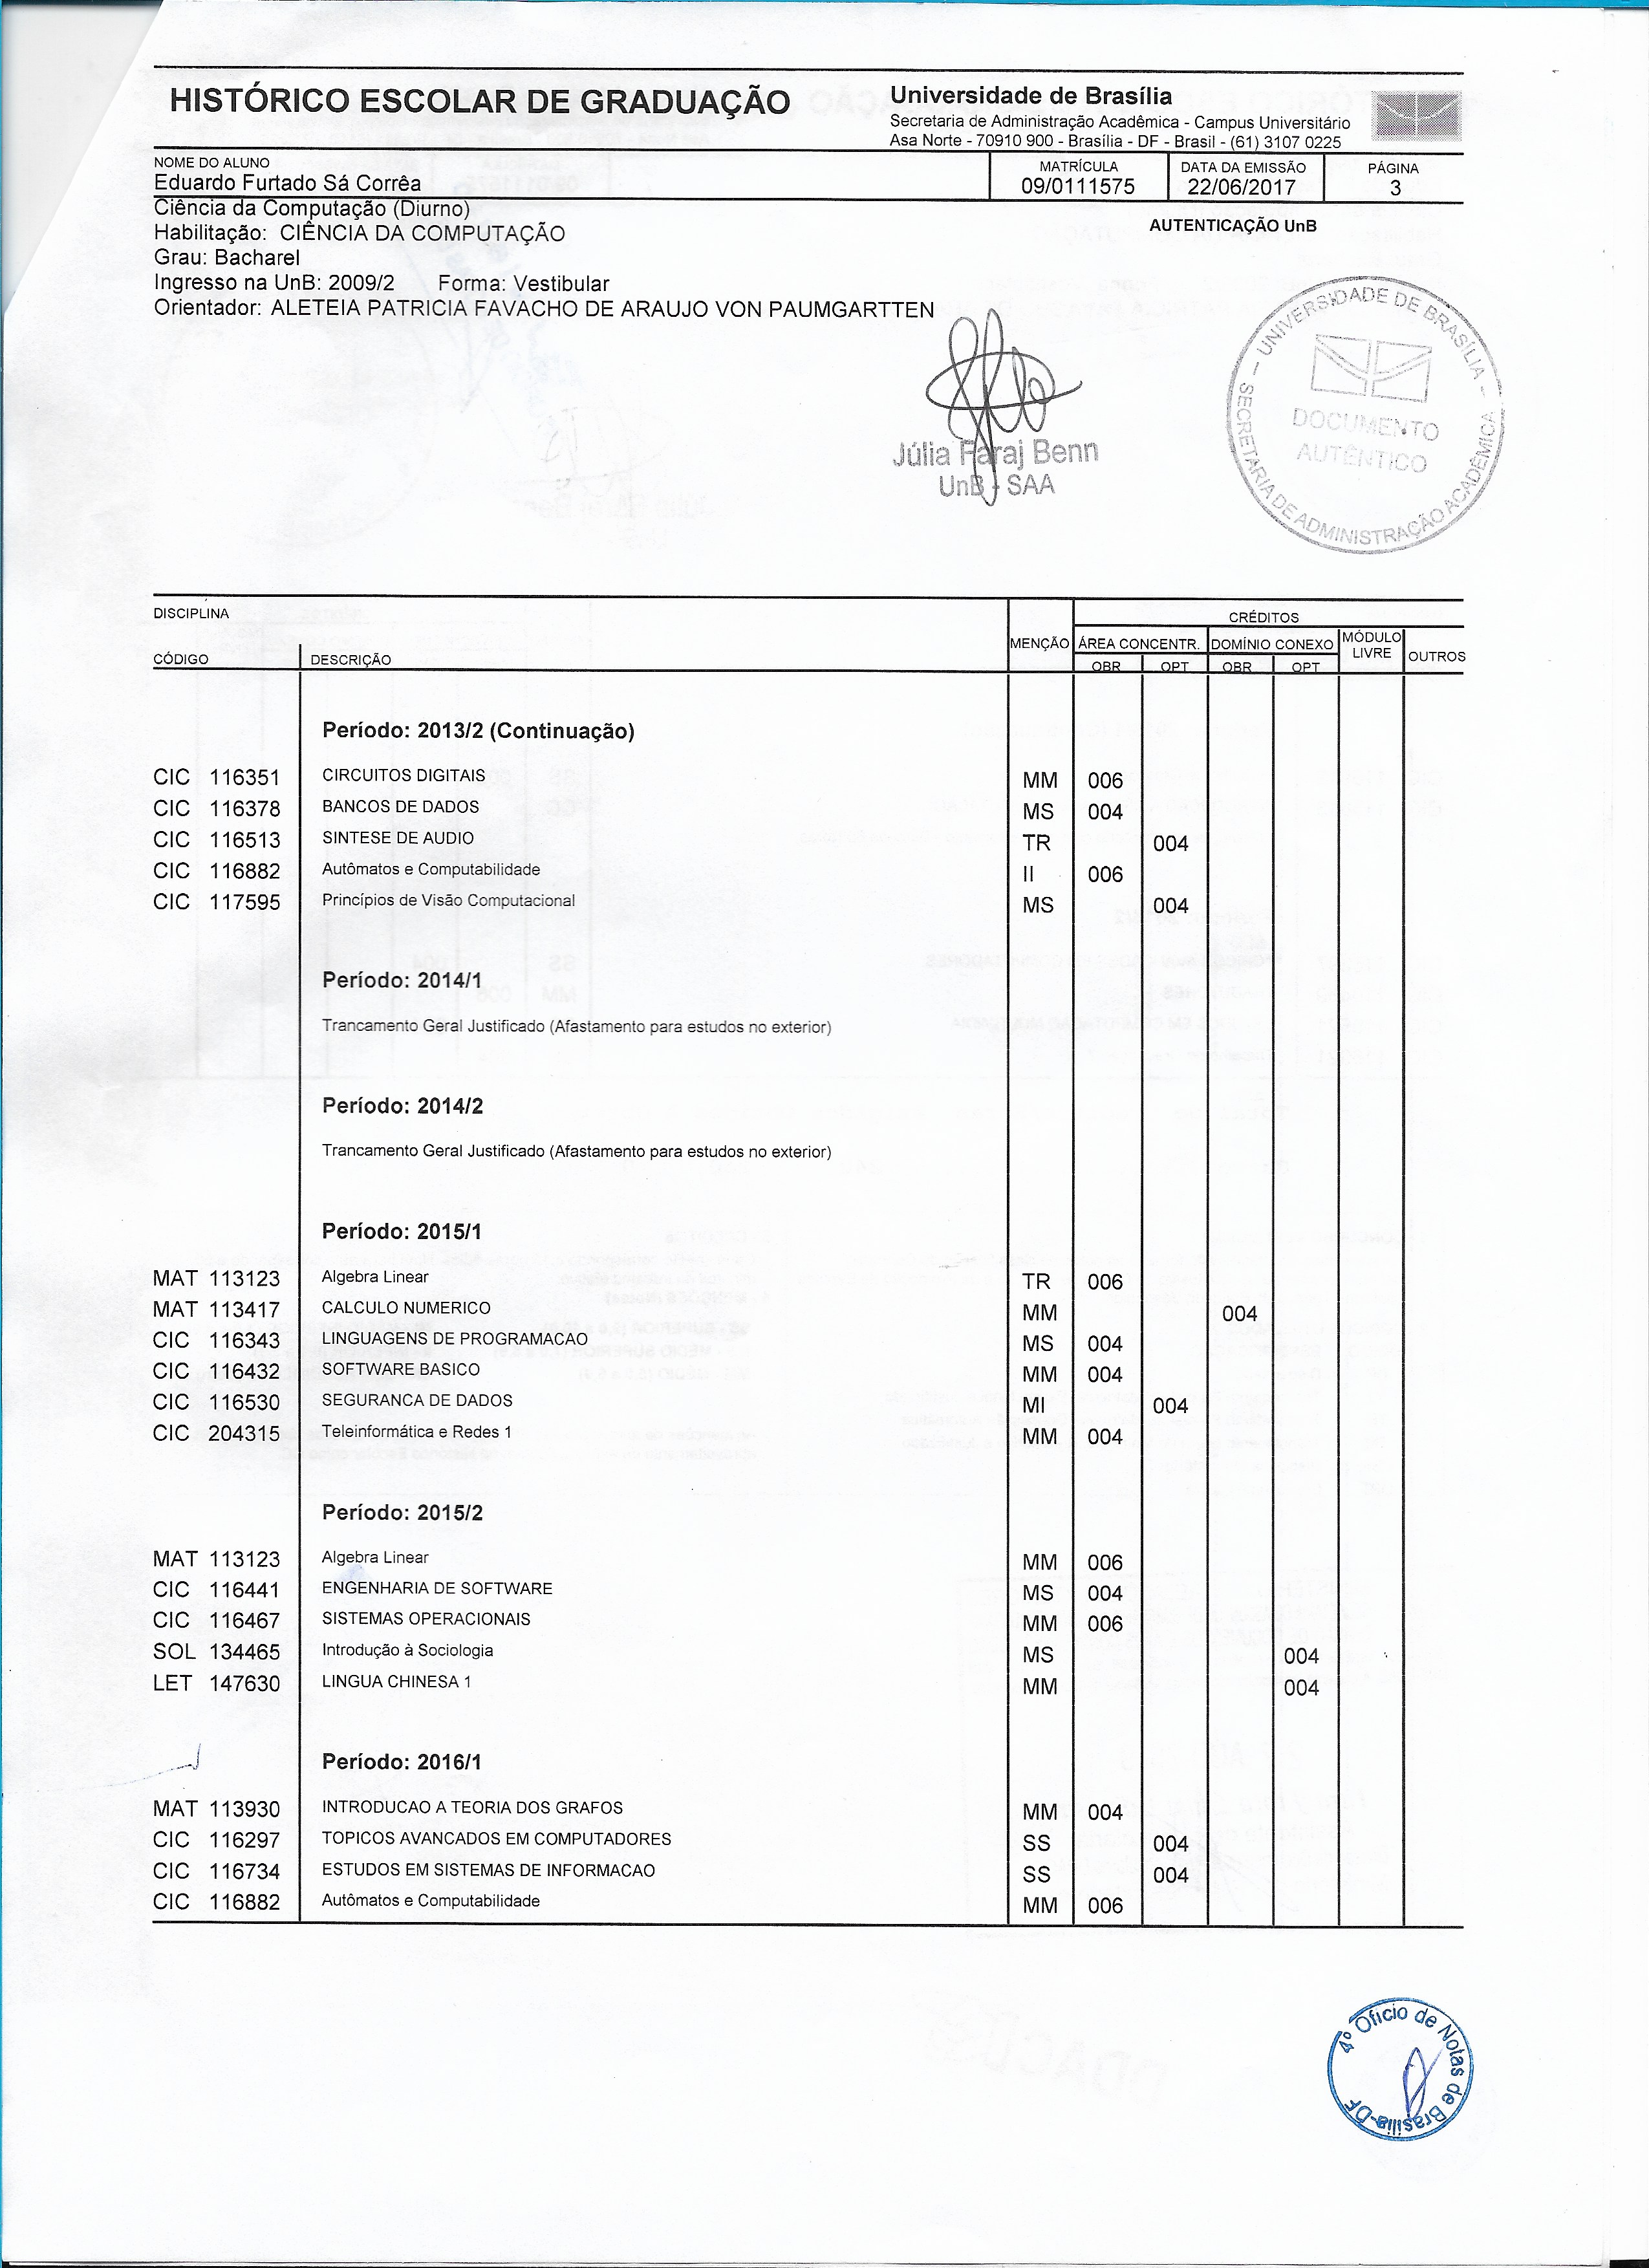 HISTÓRICO ESCOLAR DE GRADUAÇÃO
Universidade de Brasília
Secretaria de Administração Acadêmica - Campus Universitário
Asa Norte - 70910 900 - Brasília - DF - Brasil - (61) 3107 0225
NOME DO ALUNO
Eduardo Furtado Sá Corrêa
MATRÍCULA
09/0111575
DATA DA EMISSÃO
22/06/2017
PÁGINA
3
Ciência da Computação (Diurno)
Habilitação: CIÊNCIA DA COMPUTAÇÃO
Grau: Bacharel
Ingresso na UnB: 2009/2 Forma: Vestibular
Orientador: ALETEIA PATRICIA FAVACHO DE ARAUJO VON PAUMGARTTEN
AUTENTICAÇÃO UnB
Júlia Faraj Benn
UnB - SAA
– UNIVERSIDADE DE BRASÍLIA –
SECRETARIA DE ADMINISTRAÇÃO ACADÊMICA
DOCUMENTO
AUTÊNTICO
DISCIPLINA
CÓDIGO DESCRIÇÃO MENÇÃO
CRÉDITOS
ÁREA CONCENTR. DOMÍNIO CONEXO MÓDULO LIVRE OUTROS
OBR OPT OBR OPT
Período: 2013/2 (Continuação)
CIC 116351 CIRCUITOS DIGITAIS MM 006
CIC 116378 BANCOS DE DADOS MS 004
CIC 116513 SINTESE DE AUDIO TR 004
CIC 116882 Autômatos e Computabilidade II 006
CIC 117595 Princípios de Visão Computacional MS 004
Período: 2014/1
Trancamento Geral Justificado (Afastamento para estudos no exterior)
Período: 2014/2
Trancamento Geral Justificado (Afastamento para estudos no exterior)
Período: 2015/1
MAT 113123 Algebra Linear TR 006
MAT 113417 CALCULO NUMERICO MM 004
CIC 116343 LINGUAGENS DE PROGRAMACAO MS 004
CIC 116432 SOFTWARE BASICO MM 004
CIC 116530 SEGURANCA DE DADOS MI 004
CIC 204315 Teleinformática e Redes 1 MM 004
Período: 2015/2
MAT 113123 Algebra Linear MM 006
CIC 116441 ENGENHARIA DE SOFTWARE MS 004
CIC 116467 SISTEMAS OPERACIONAIS MM 006
SOL 134465 Introdução à Sociologia MS 004
LET 147630 LINGUA CHINESA 1 MM 004
Período: 2016/1
MAT 113930 INTRODUCAO A TEORIA DOS GRAFOS MM 004
CIC 116297 TOPICOS AVANCADOS EM COMPUTADORES SS 004
CIC 116734 ESTUDOS EM SISTEMAS DE INFORMACAO SS 004
CIC 116882 Autômatos e Computabilidade MM 006
4º Ofício de Notas de Brasília-DF